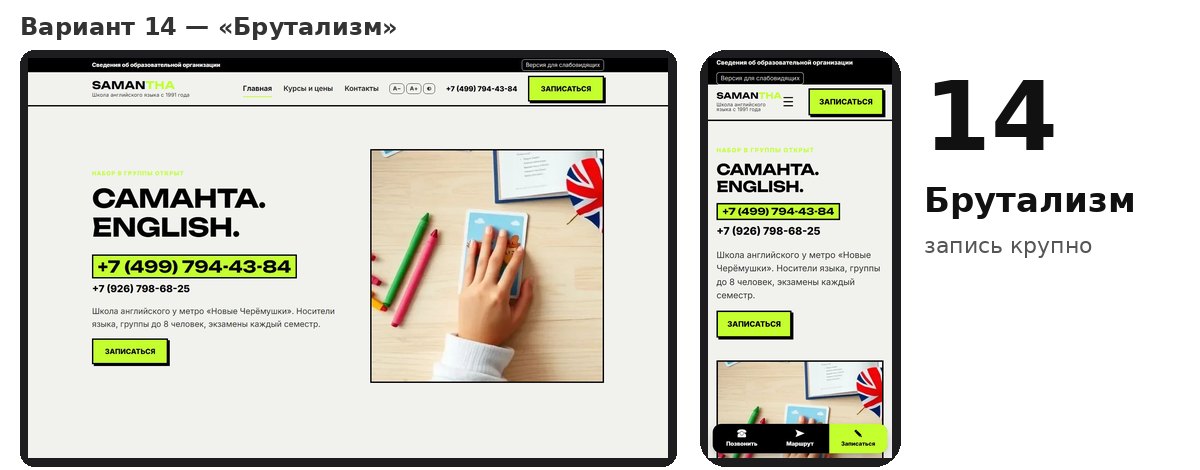 Вариант 14 — «Брутализм»
Сведения об образовательной организации
Версия для слабовидящих
SAMANTHA
Школа английского языка с 1991 года
Главная
Курсы и цены
Контакты
A−
A+
+7 (499) 794-43-84
ЗАПИСАТЬСЯ
НАБОР В ГРУППЫ ОТКРЫТ
САМАНТА.
ENGLISH.
+7 (499) 794-43-84
+7 (926) 798-68-25
Школа английского у метро «Новые Черёмушки». Носители
языка, группы до 8 человек, экзамены каждый семестр.
ЗАПИСАТЬСЯ
Сведения об образовательной организации
Версия для слабовидящих
SAMANTHA
Школа английского
языка с 1991 года
ЗАПИСАТЬСЯ
НАБОР В ГРУППЫ ОТКРЫТ
САМАНТА.
ENGLISH.
+7 (499) 794-43-84
+7 (926) 798-68-25
Школа английского у метро «Новые
Черёмушки». Носители языка, группы
до 8 человек, экзамены каждый
семестр.
ЗАПИСАТЬСЯ
Позвонить
Маршрут
Записаться
14
Брутализм
запись крупно